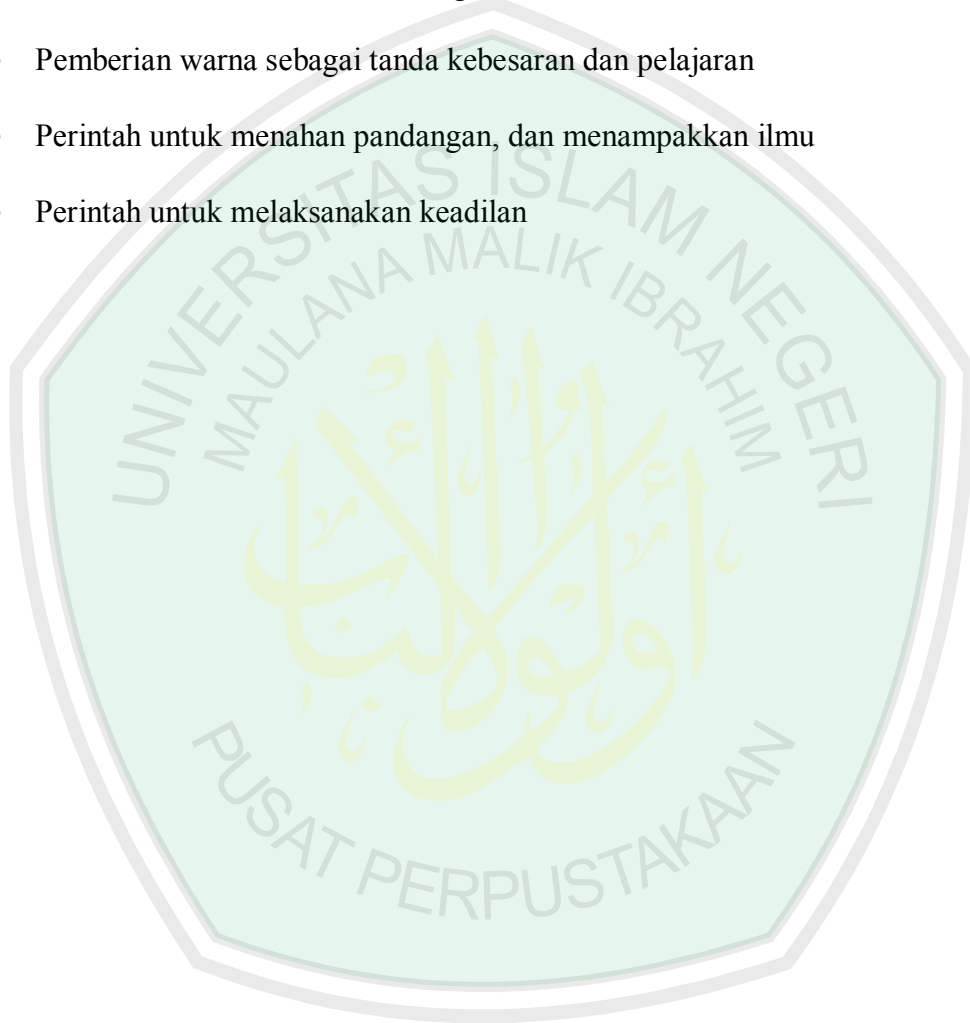 Pemberian warna sebagai tanda kebesaran dan pelajaran
Perintah untuk menahan pandangan, dan menampakkan ilmu
Perintah untuk melaksanakan keadilan
UNIVERSITAS ISLAM NEGERI
MAULANA MALIK IBRAHIM
PUSAT PERPUSTAKAAN